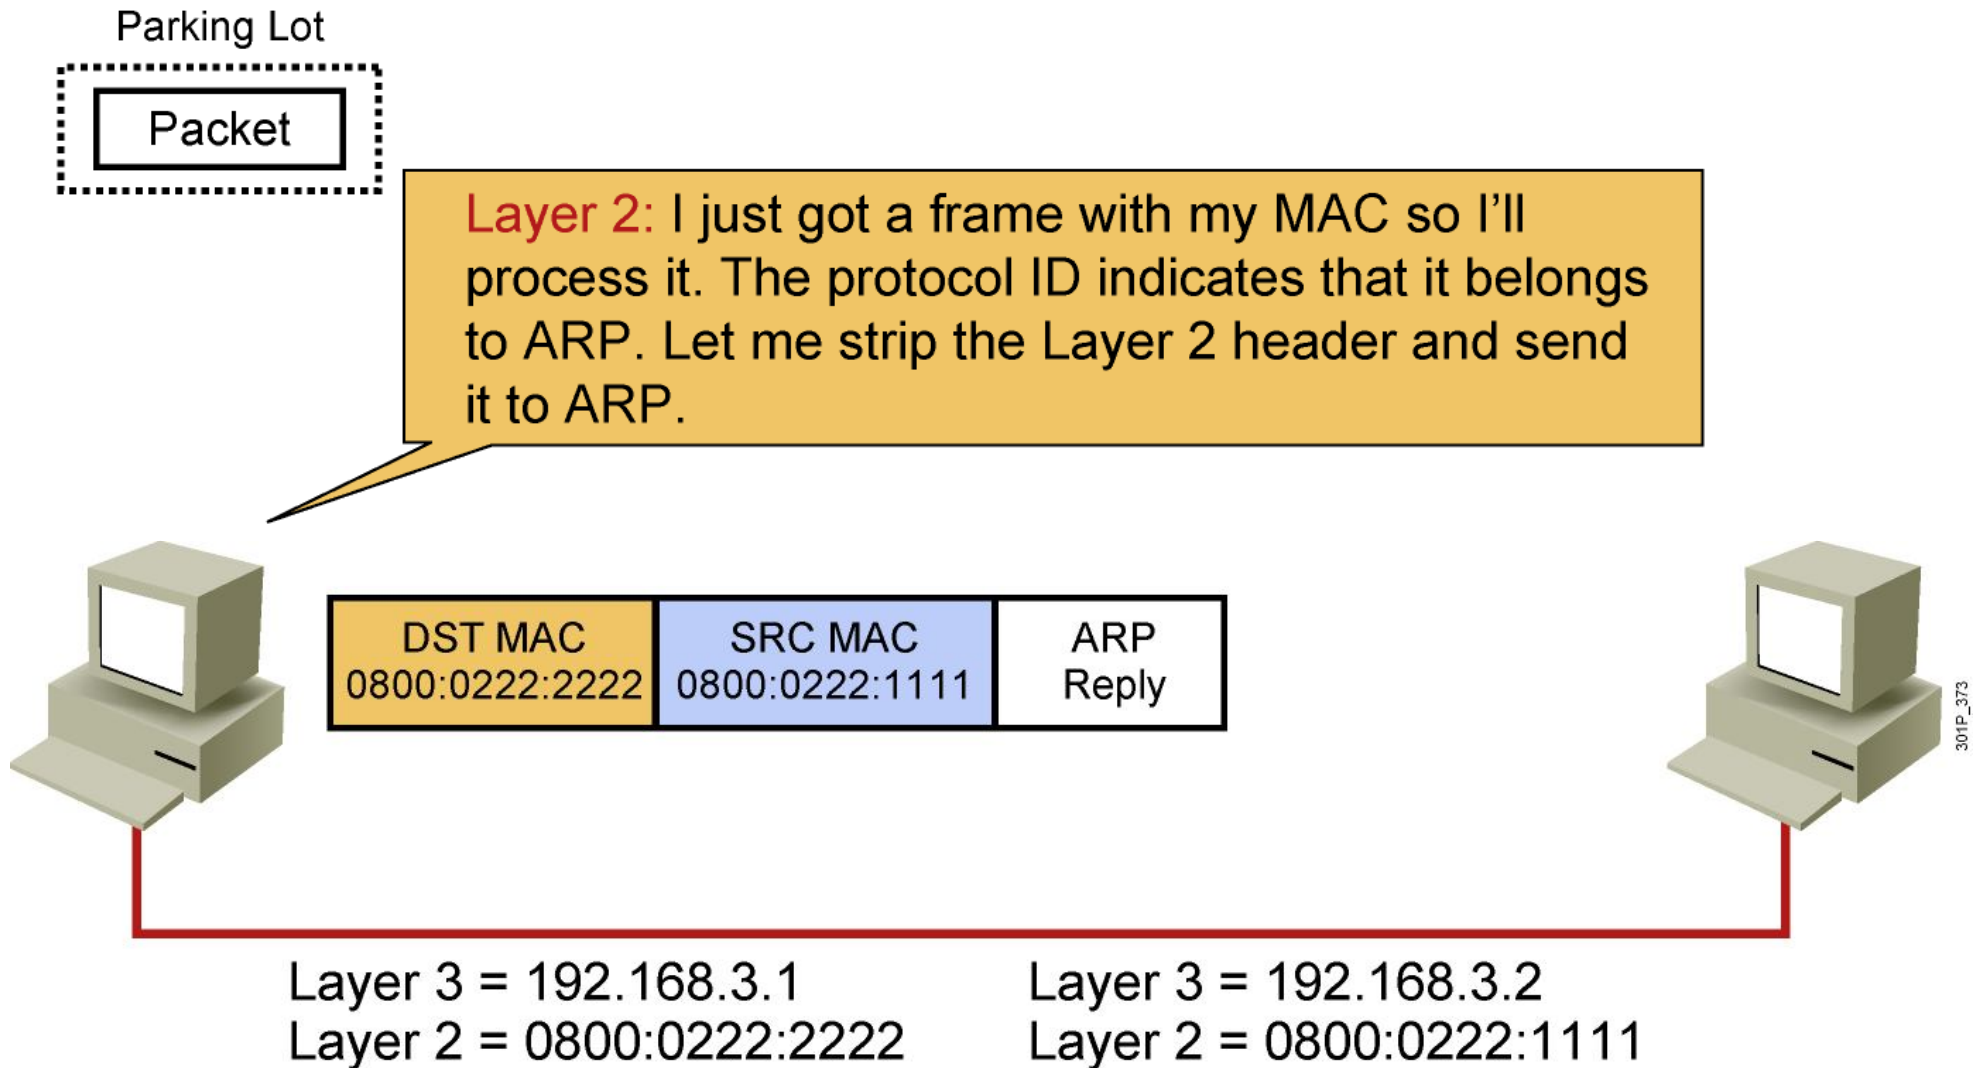 Parking Lot
Packet
Layer 2: I just got a frame with my MAC so I’ll
process it. The protocol ID indicates that it belongs
to ARP. Let me strip the Layer 2 header and send
it to ARP.
DST MAC
0800:0222:2222
SRC MAC
0800:0222:1111
ARP
Reply
301P_373
Layer 3 = 192.168.3.1
Layer 2 = 0800:0222:2222
Layer 3 = 192.168.3.2
Layer 2 = 0800:0222:1111